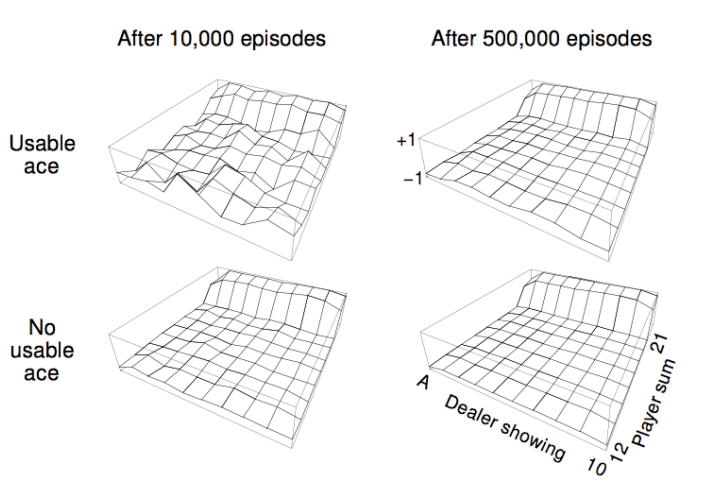 After 10,000 episodes
After 500,000 episodes
Usable
ace
+1
−1
No
usable
ace
A
Dealer showing
10
12
Player sum
21